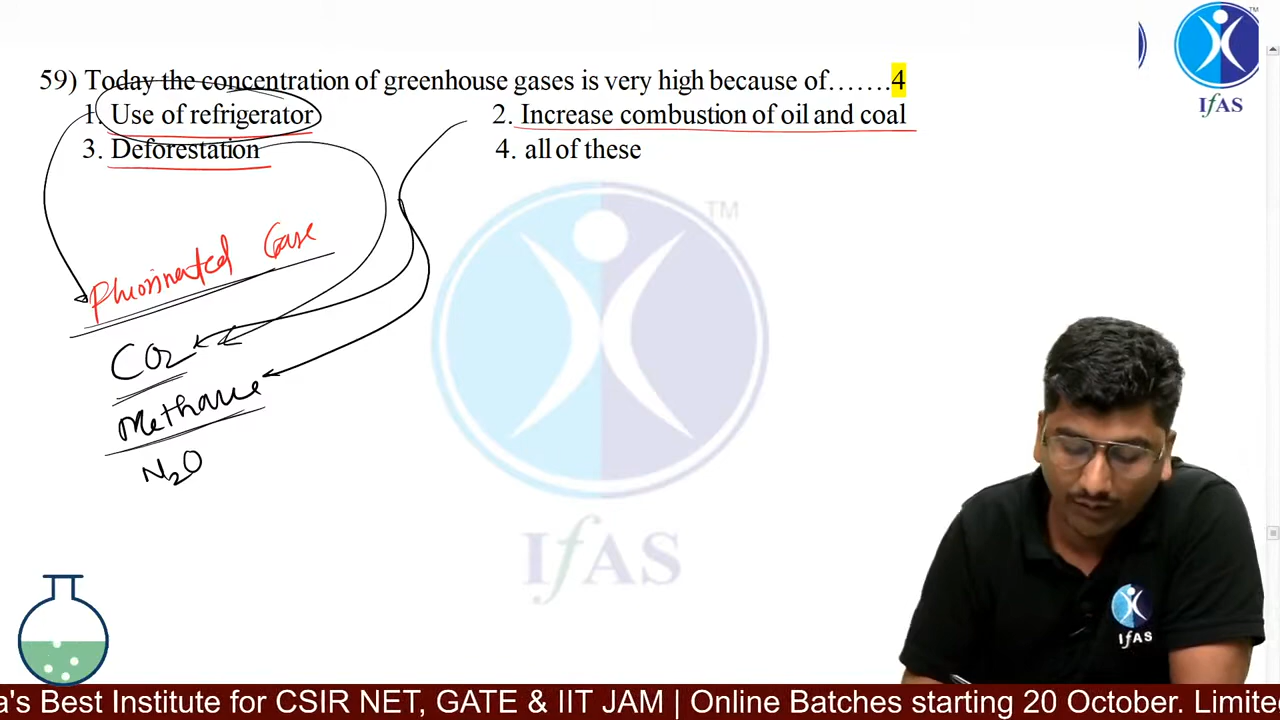 59) Today the concentration of greenhouse gases is very high because of…….4
1. Use of refrigerator
2. Increase combustion of oil and coal
3. Deforestation
4. all of these
TM
IfAS
Gase
CO2
Methane
N2O
TM
IfAS
IfAS
a's Best Institute for CSIR NET, GATE & IIT JAM | Online Batches starting 20 October. Limite